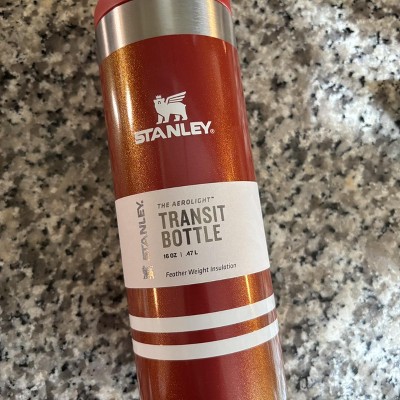 STANLEY®
STANLEY.
THE AEROLIGHT™
TRANSIT
BOTTLE
16 OZ | .47 L
Feather Weight Insulation